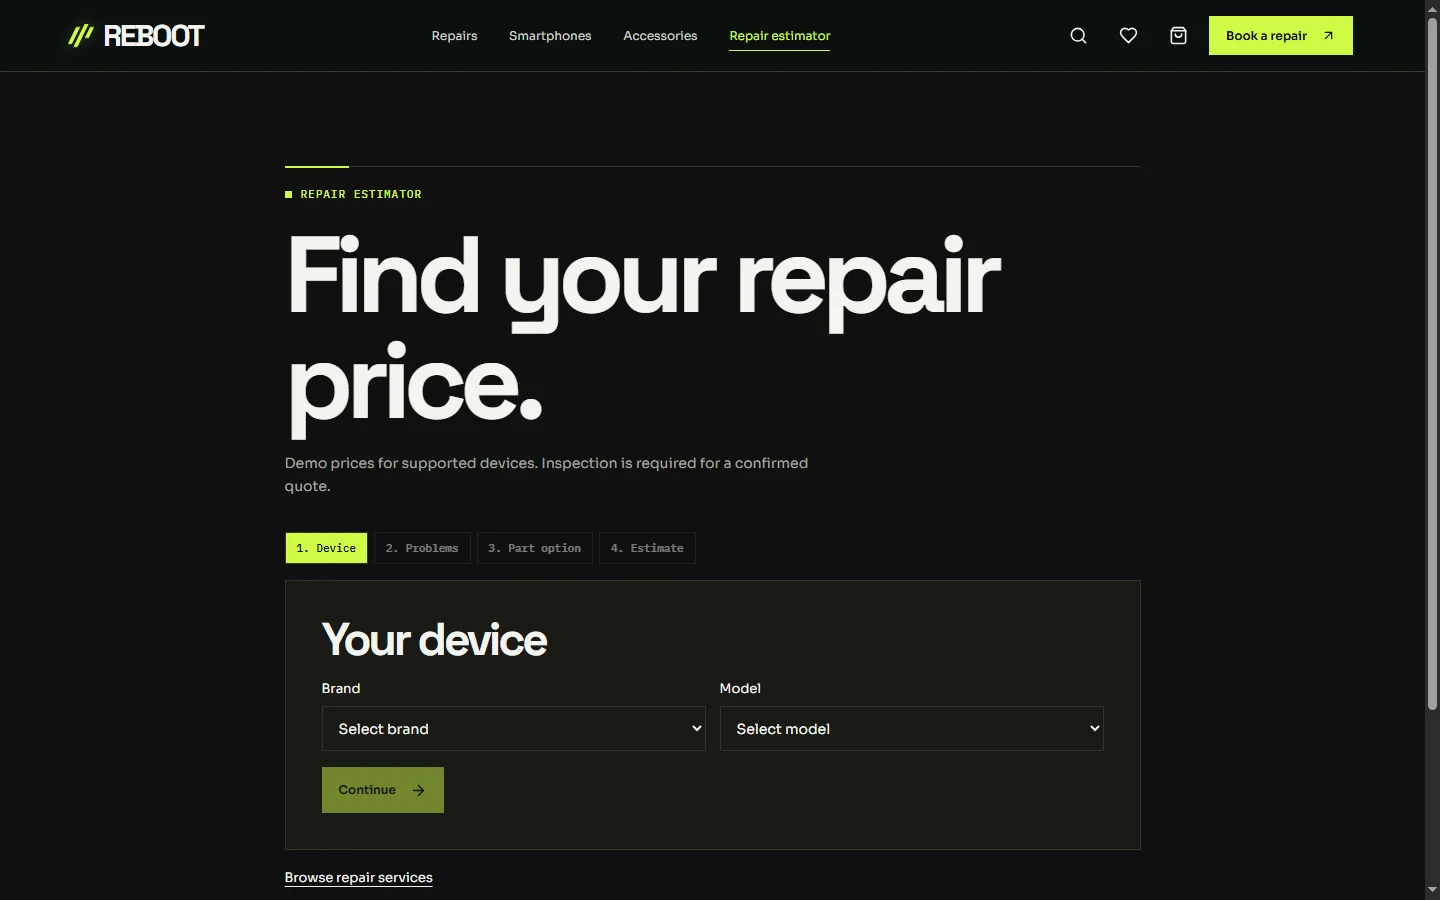 REBOOT
Repairs
Smartphones
Accessories
Repair estimator
Book a repair
REPAIR ESTIMATOR
Find your repair
price.
Demo prices for supported devices. Inspection is required for a confirmed
quote.
1. Device
2. Problems
3. Part option
4. Estimate
Your device
Brand
Model
Select brand
Select model
Continue
Browse repair services